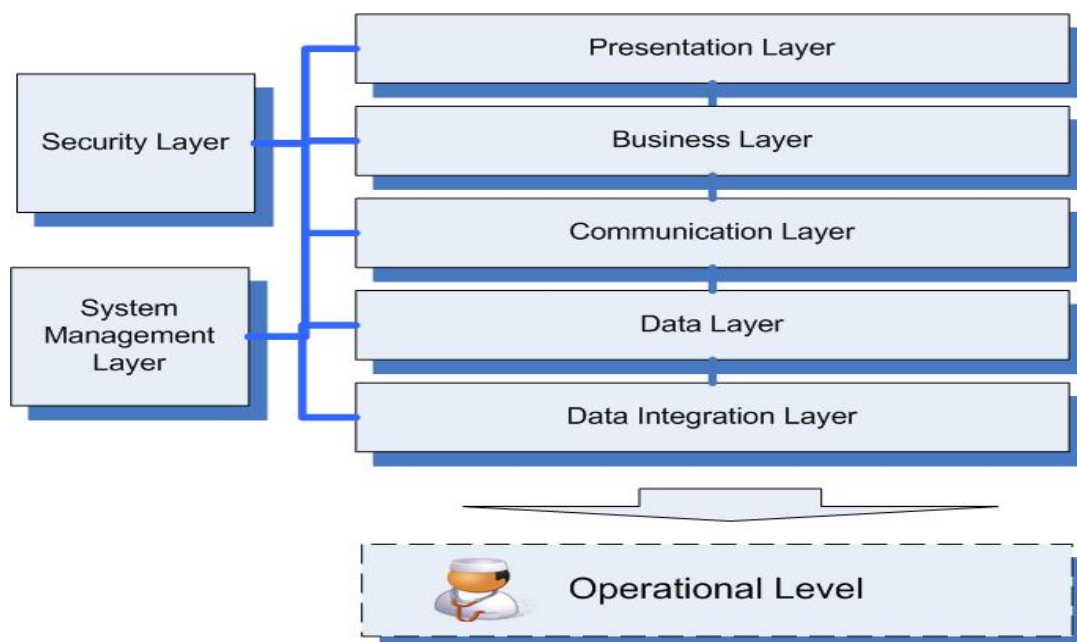 Presentation Layer
Security Layer
Business Layer
Communication Layer
System
Management
Layer
Data Layer
Data Integration Layer
Operational Level